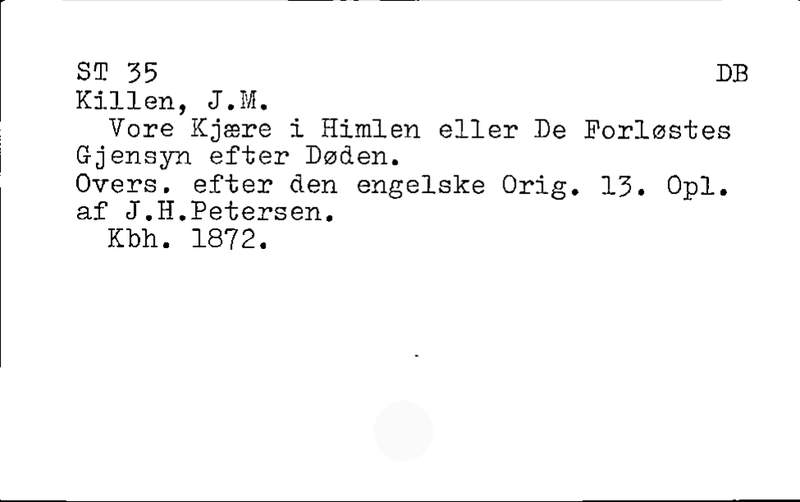 ST 35 DB
Killen, J.M.
Vore Kjære i Himlen eller De Forløstes
Gjensyn efter Døden.
Overs. efter den engelske Orig. 13. Opl.
af J.H.Petersen.
Kbh. 1872.